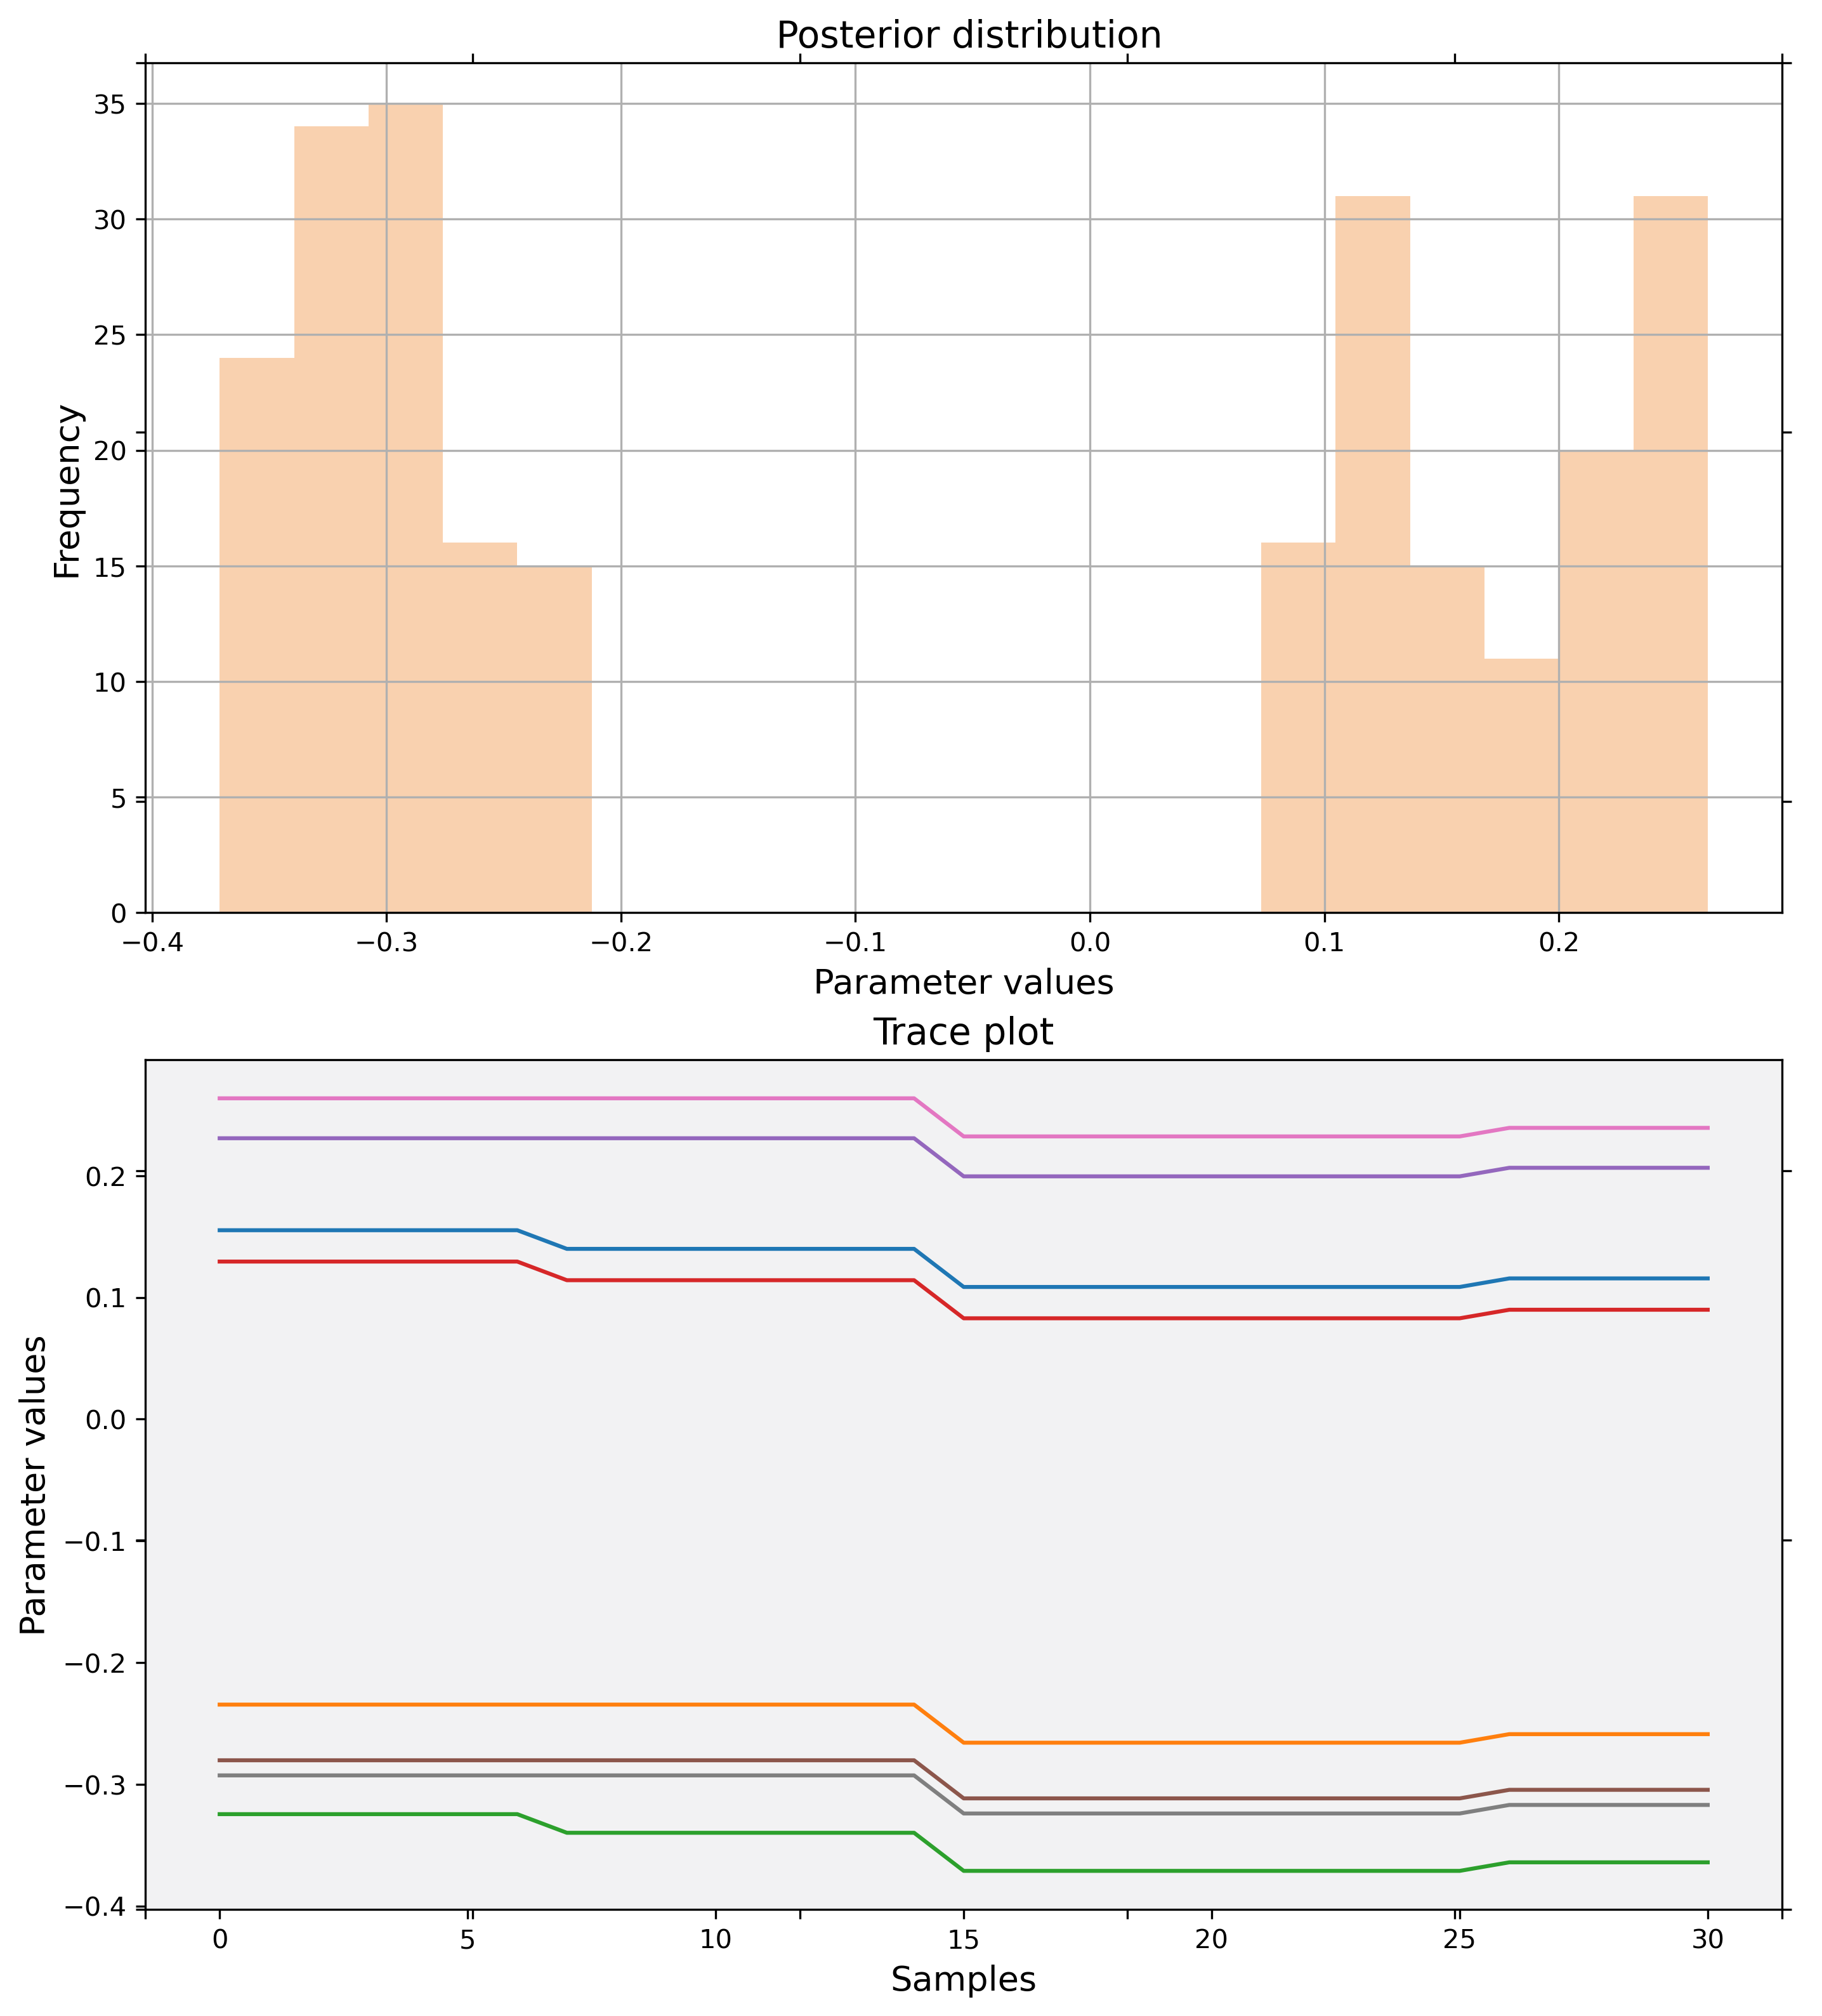 Posterior distribution
35
30
25
20
15
10
5
0
Frequency
−0.4 −0.3 −0.2 −0.1 0.0 0.1 0.2
Parameter values
Trace plot
0.2
0.1
0.0
−0.1
−0.2
−0.3
−0.4
Parameter values
0 5 10 15 20 25 30
Samples